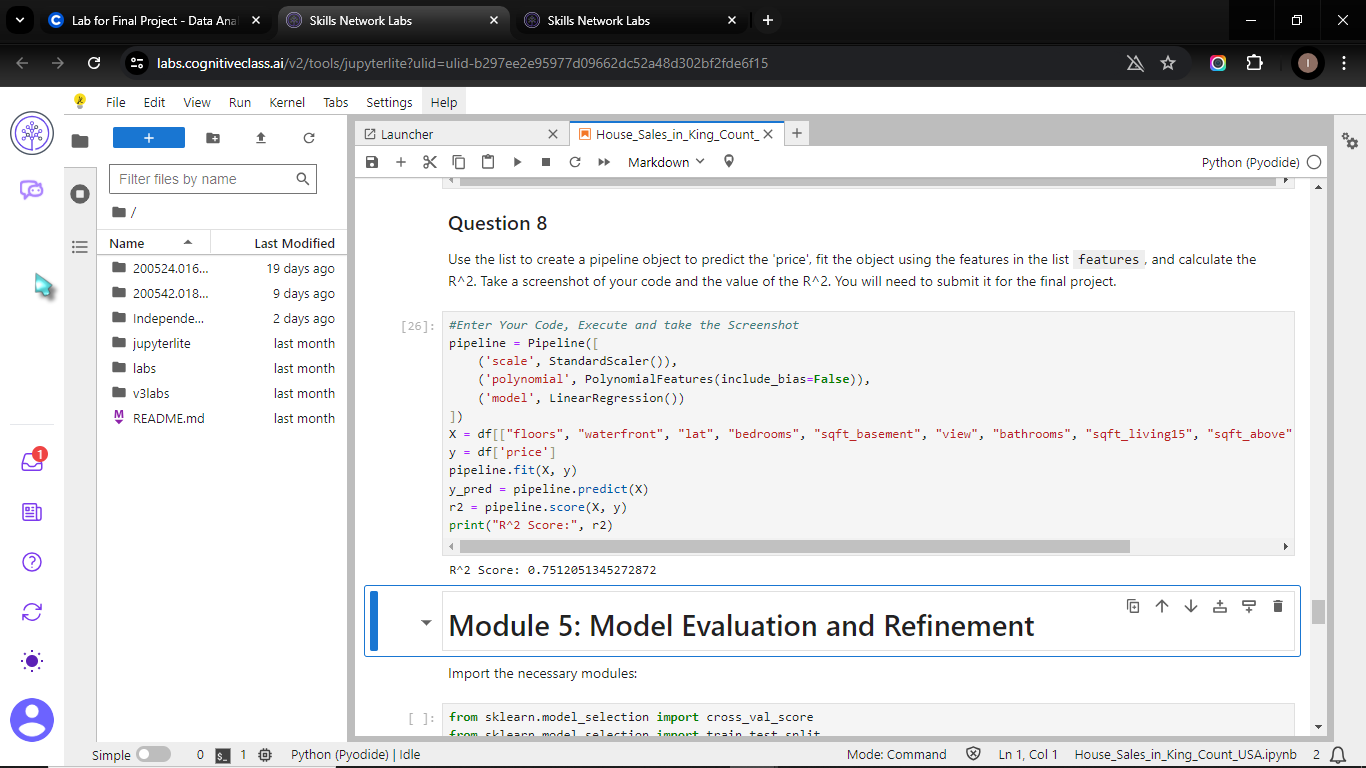 Lab for Final Project - Data Anal
Skills Network Labs
Skills Network Labs
labs.cognitiveclass.ai/v2/tools/jupyterlite?ulid=ulid-b297ee2e95977d09662dc52a48d302bf2fde6f15
I
File Edit View Run Kernel Tabs Settings Help
Launcher
House_Sales_in_King_Count_
Markdown
Python (Pyodide)
Filter files by name
/
Name Last Modified
200524.016... 19 days ago
200542.018... 9 days ago
Independe... 2 days ago
jupyterlite last month
labs last month
v3labs last month
README.md last month
1
Question 8
Use the list to create a pipeline object to predict the 'price', fit the object using the features in the list features , and calculate the
R^2. Take a screenshot of your code and the value of the R^2. You will need to submit it for the final project.
[26]:
#Enter Your Code, Execute and take the Screenshot
pipeline = Pipeline([
('scale', StandardScaler()),
('polynomial', PolynomialFeatures(include_bias=False)),
('model', LinearRegression())
])
X = df[["floors", "waterfront", "lat", "bedrooms", "sqft_basement", "view", "bathrooms", "sqft_living15", "sqft_above"
y = df['price']
pipeline.fit(X, y)
y_pred = pipeline.predict(X)
r2 = pipeline.score(X, y)
print("R^2 Score:", r2)
R^2 Score: 0.7512051345272872
Module 5: Model Evaluation and Refinement
Import the necessary modules:
[ ]:
from sklearn.model_selection import cross_val_score
from sklearn.model_selection import train_test_split
Simple 0 1 Python (Pyodide) | Idle Mode: Command Ln 1, Col 1 House_Sales_in_King_Count_USA.ipynb 2